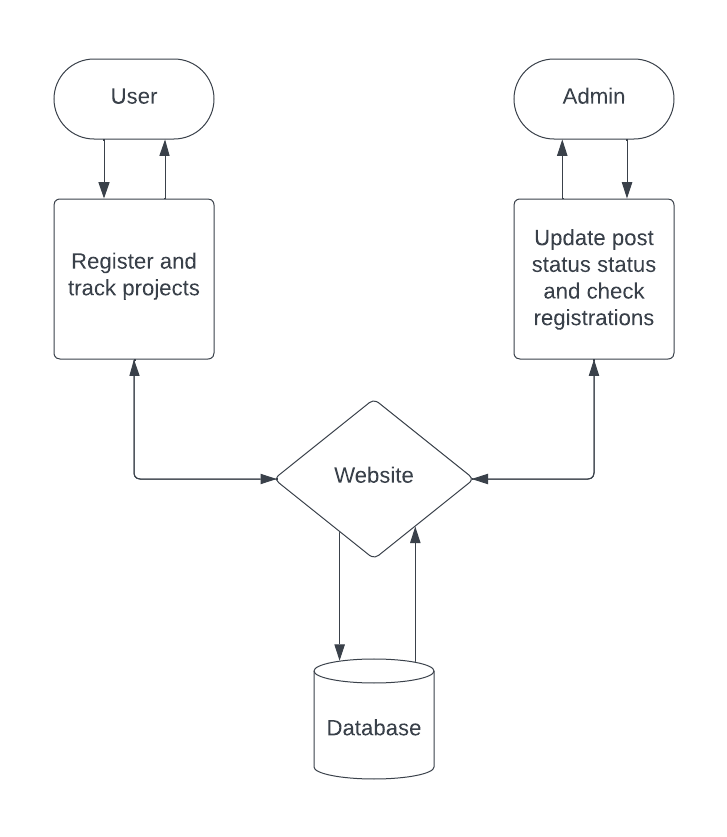 User
Admin
Register and
track projects
Update post
status status
and check
registrations
Website
Database